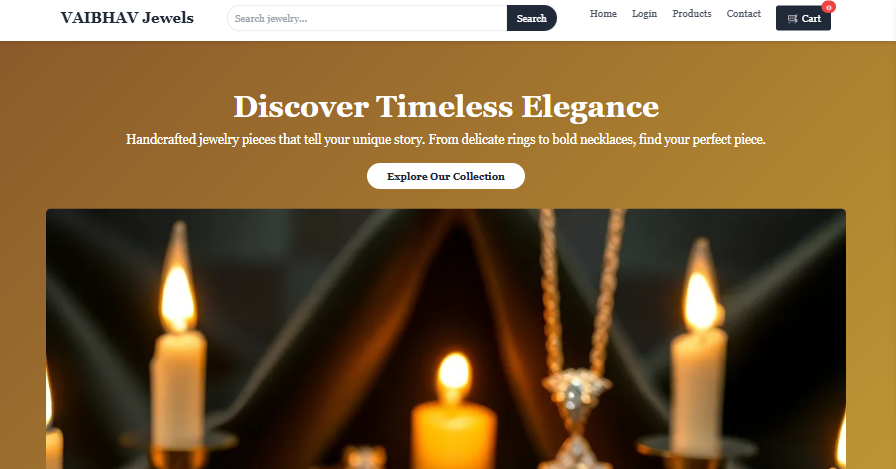 VAIBHAV Jewels
Search jewelry...
Search
Home
Login
Products
Contact
Cart
0
Discover Timeless Elegance
Handcrafted jewelry pieces that tell your unique story. From delicate rings to bold necklaces, find your perfect piece.
Explore Our Collection